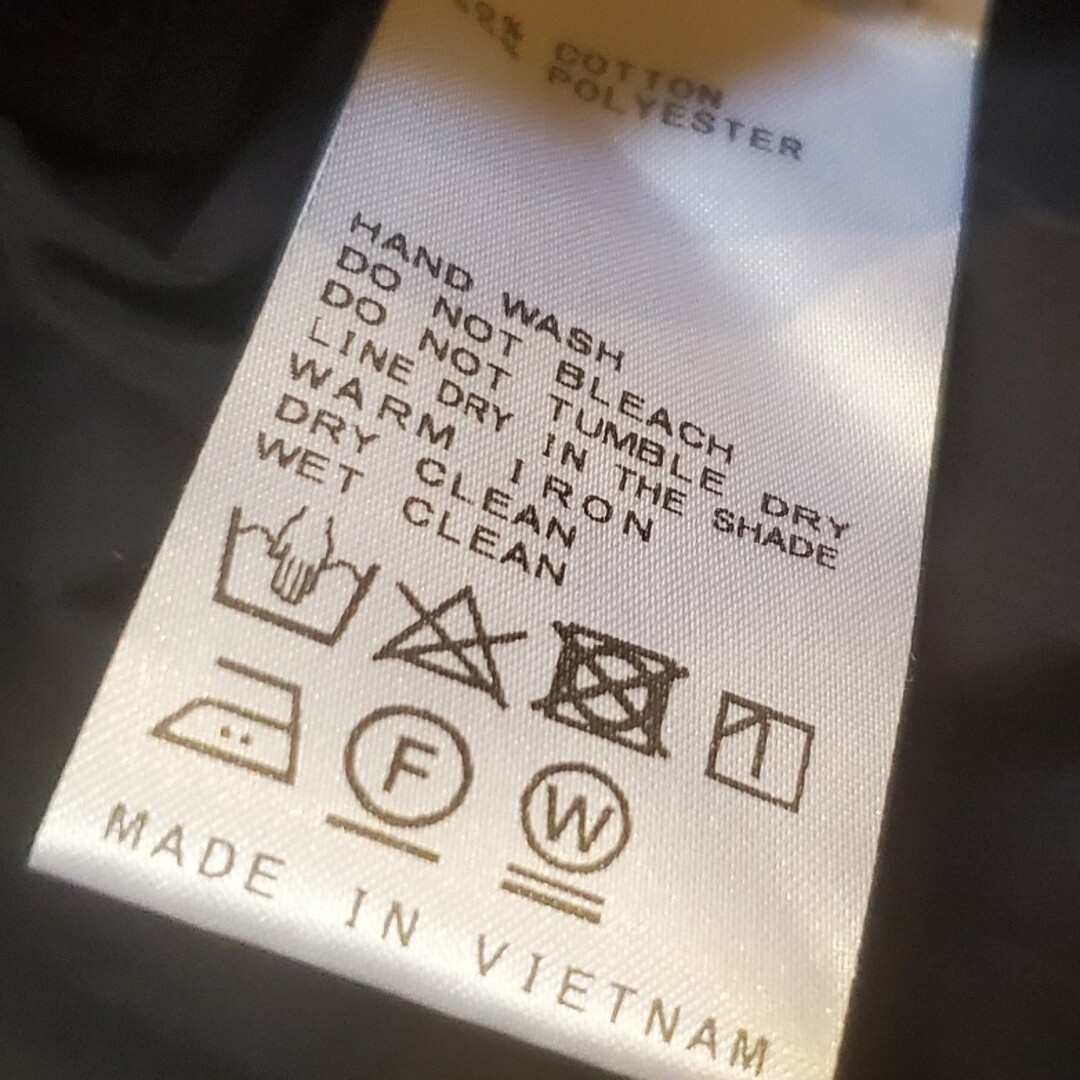 COTTON
POLYESTER
HAND WASH
DO NOT BLEACH
DO NOT TUMBLE DRY
LINE DRY IN THE SHADE
WARM IRON
DRY CLEAN
WET CLEAN
F W
MADE IN VIETNAM